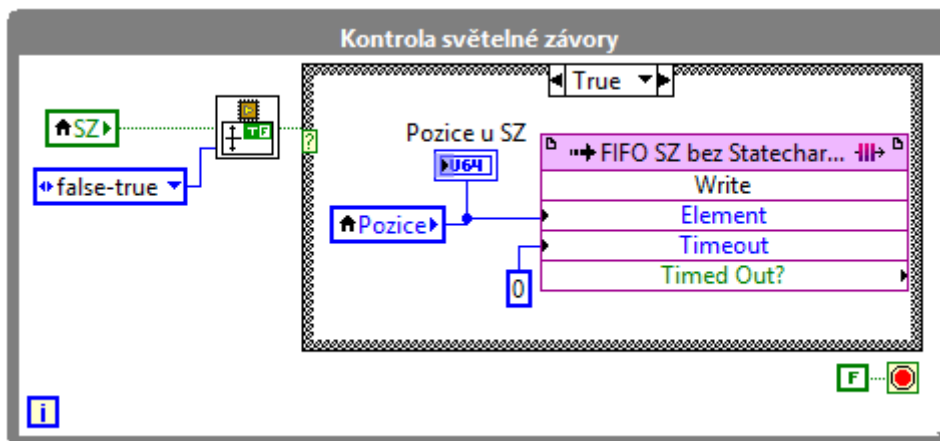 Kontrola světelné závory
True
SZ
TF
false-true
?
Pozice u SZ
U64
Pozice
FIFO SZ bez Statechar...
Write
Element
Timeout
0
Timed Out?
F
i